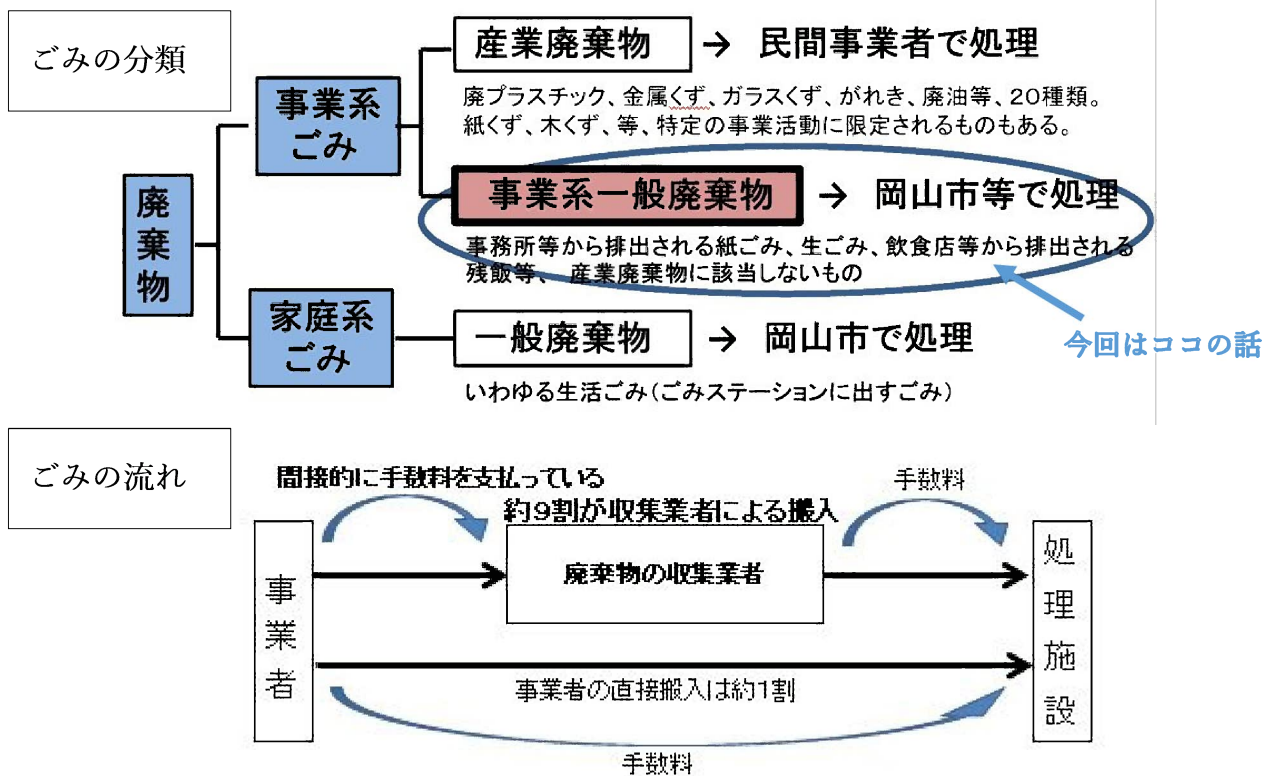 ごみの分類
廃棄物
事業系
ごみ
産業廃棄物 → 民間事業者で処理
廃プラスチック、金属くず、ガラスくず、がれき、廃油等、20種類。
紙くず、木くず、等、特定の事業活動に限定されるものもある。
事業系一般廃棄物 → 岡山市等で処理
事務所等から排出される紙ごみ、生ごみ、飲食店等から排出される
残飯等、 産業廃棄物に該当しないもの
今回はココの話
家庭系
ごみ
一般廃棄物 → 岡山市で処理
いわゆる生活ごみ(ごみステーションに出すごみ)
ごみの流れ
間接的に手数料を支払っている
手数料
約9割が収集業者による搬入
事業者
廃棄物の収集業者
処理施設
事業者の直接搬入は約1割
手数料